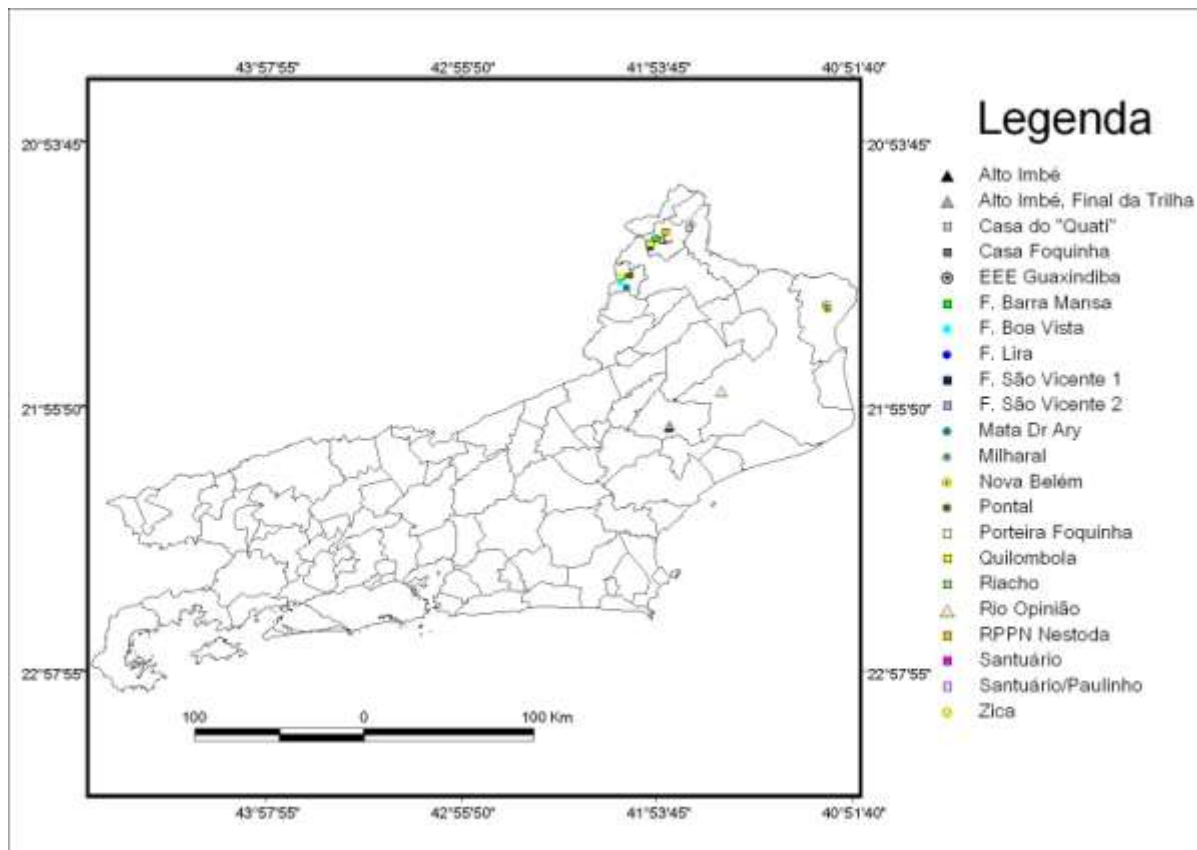 43°57'55" 42°55'50" 41°53'45" 40°51'40"
Legenda
20°53'45" 20°53'45"
Alto Imbé
Alto Imbé, Final da Trilha
Casa do "Quati"
Casa Foquinha
EEE Guaxindiba
F. Barra Mansa
F. Boa Vista
F. Lira
F. São Vicente 1
21°55'50" 21°55'50"
F. São Vicente 2
Mata Dr Ary
Milharal
Nova Belém
Pontal
Porteira Foquinha
Quilombola
Riacho
Rio Opinião
RPPN Nestoda
Santuário
22°57'55" 22°57'55"
Santuário/Paulinho
Zica
100 0 100 Km
43°57'55" 42°55'50" 41°53'45" 40°51'40"